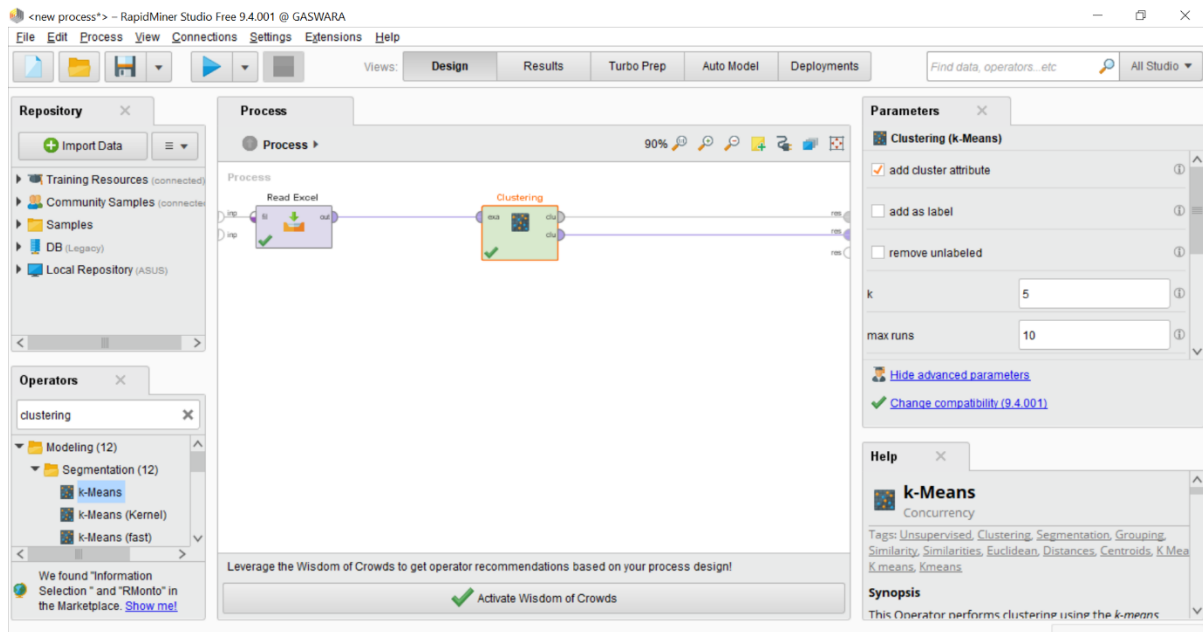 <new process*> – RapidMiner Studio Free 9.4.001 @ GASWARA
File Edit Process View Connections Settings Extensions Help
Views: Design Results Turbo Prep Auto Model Deployments Find data, operators...etc All Studio
Repository
Import Data
Training Resources (connected)
Community Samples (connected
Samples
DB (Legacy)
Local Repository (ASUS)
Operators
clustering
Modeling (12)
Segmentation (12)
k-Means
k-Means (Kernel)
k-Means (fast)
We found "Information
Selection " and "RMonto" in
the Marketplace. Show me!
Process
Process
90%
Process
Read Excel
inp
inp
fil
out
Clustering
exa
clu
clu
res
res
res
Leverage the Wisdom of Crowds to get operator recommendations based on your process design!
Activate Wisdom of Crowds
Parameters
Clustering (k-Means)
add cluster attribute
add as label
remove unlabeled
k 5
max runs 10
Hide advanced parameters
Change compatibility (9.4.001)
Help
k-Means
Concurrency
Tags: Unsupervised, Clustering, Segmentation, Grouping,
Similarity, Similarities, Euclidean, Distances, Centroids, K Mea
K means, Kmeans
Synopsis
This Operator performs clustering using the k-means